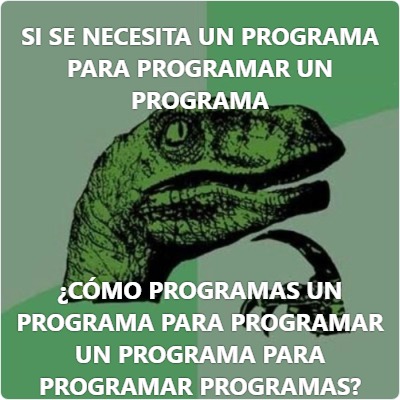 SI SE NECESITA UN PROGRAMA
PARA PROGRAMAR UN
PROGRAMA
¿CÓMO PROGRAMAS UN
PROGRAMA PARA PROGRAMAR
UN PROGRAMA PARA
PROGRAMAR PROGRAMAS?